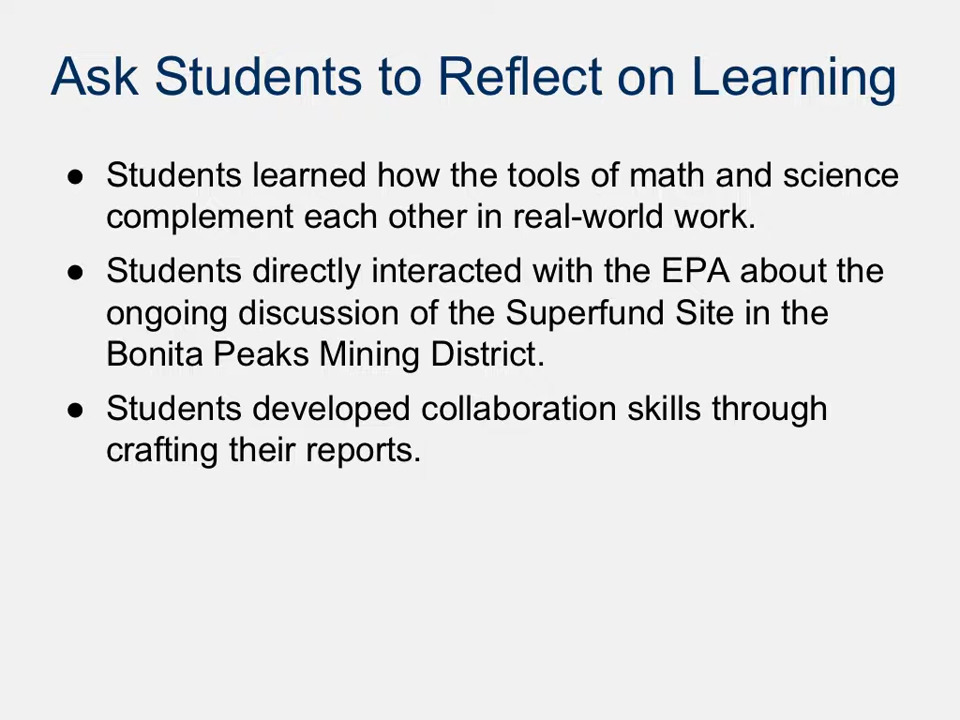 Ask Students to Reflect on Learning
● Students learned how the tools of math and science
complement each other in real-world work.
● Students directly interacted with the EPA about the
ongoing discussion of the Superfund Site in the
Bonita Peaks Mining District.
● Students developed collaboration skills through
crafting their reports.